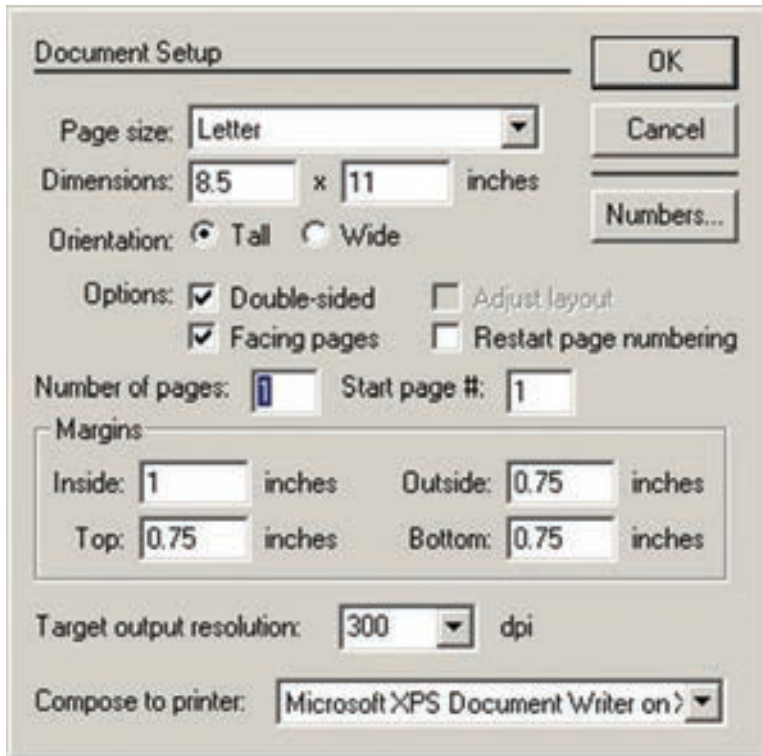 Document Setup
OK
Page size: Letter
Cancel
Dimensions: 8.5 x 11 inches
Numbers...
Orientation: Tall Wide
Options: Double-sided Adjust layout
Facing pages Restart page numbering
Number of pages: 1 Start page #: 1
Margins
Inside: 1 inches Outside: 0.75 inches
Top: 0.75 inches Bottom: 0.75 inches
Target output resolution: 300 dpi
Compose to printer: Microsoft XPS Document Writer on